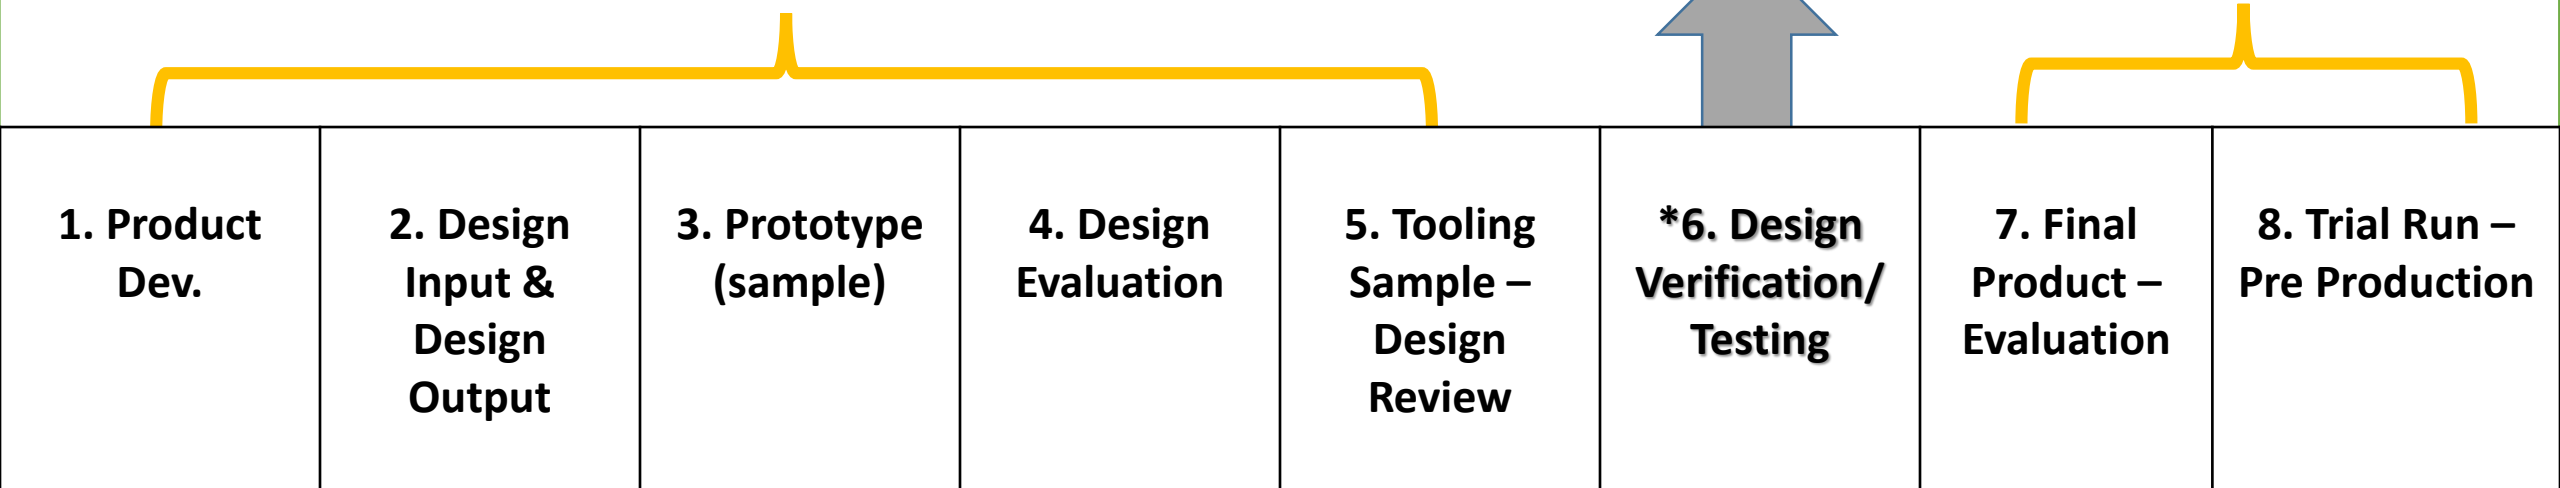 1. Product
Dev.
2. Design
Input &
Design
Output
3. Prototype
(sample)
4. Design
Evaluation
5. Tooling
Sample –
Design
Review
*6. Design
Verification/
Testing
7. Final
Product –
Evaluation
8. Trial Run –
Pre Production